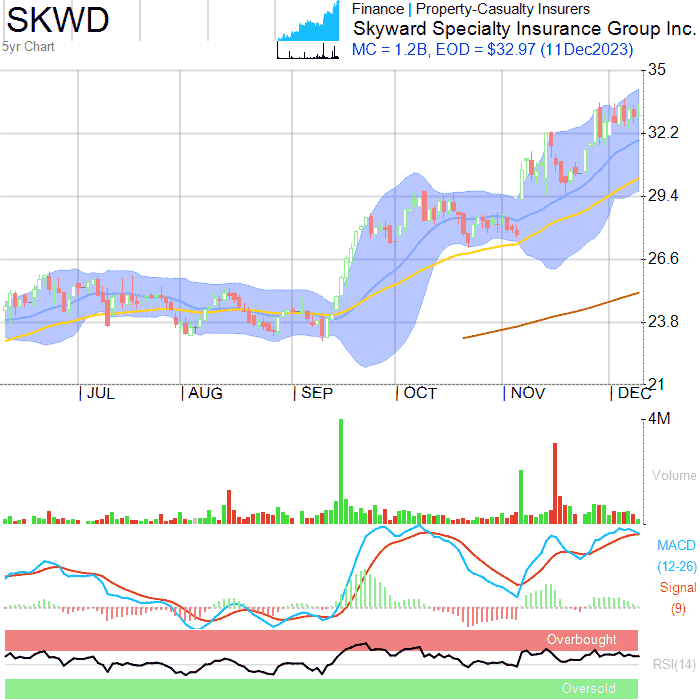 SKWD
5yr Chart
Finance | Property-Casualty Insurers
Skyward Specialty Insurance Group Inc.
MC = 1.2B, EOD = $32.97 (11Dec2023)
35
32.2
29.4
26.6
23.8
21
JUL AUG SEP OCT NOV DEC
4M
Volume
MACD
(12-26)
Signal
(9)
Overbought
RSI(14)
Oversold